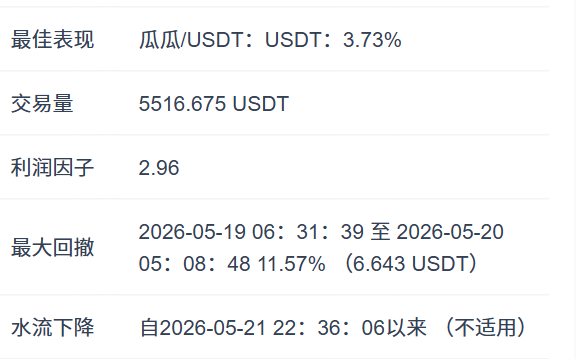 最佳表现 瓜瓜/USDT：USDT：3.73%
交易量 5516.675 USDT
利润因子 2.96
最大回撤 2026-05-19 06：31：39 至 2026-05-20
05：08：48 11.57% （6.643 USDT）
水流下降 自2026-05-21 22：36：06以来 （不适用）